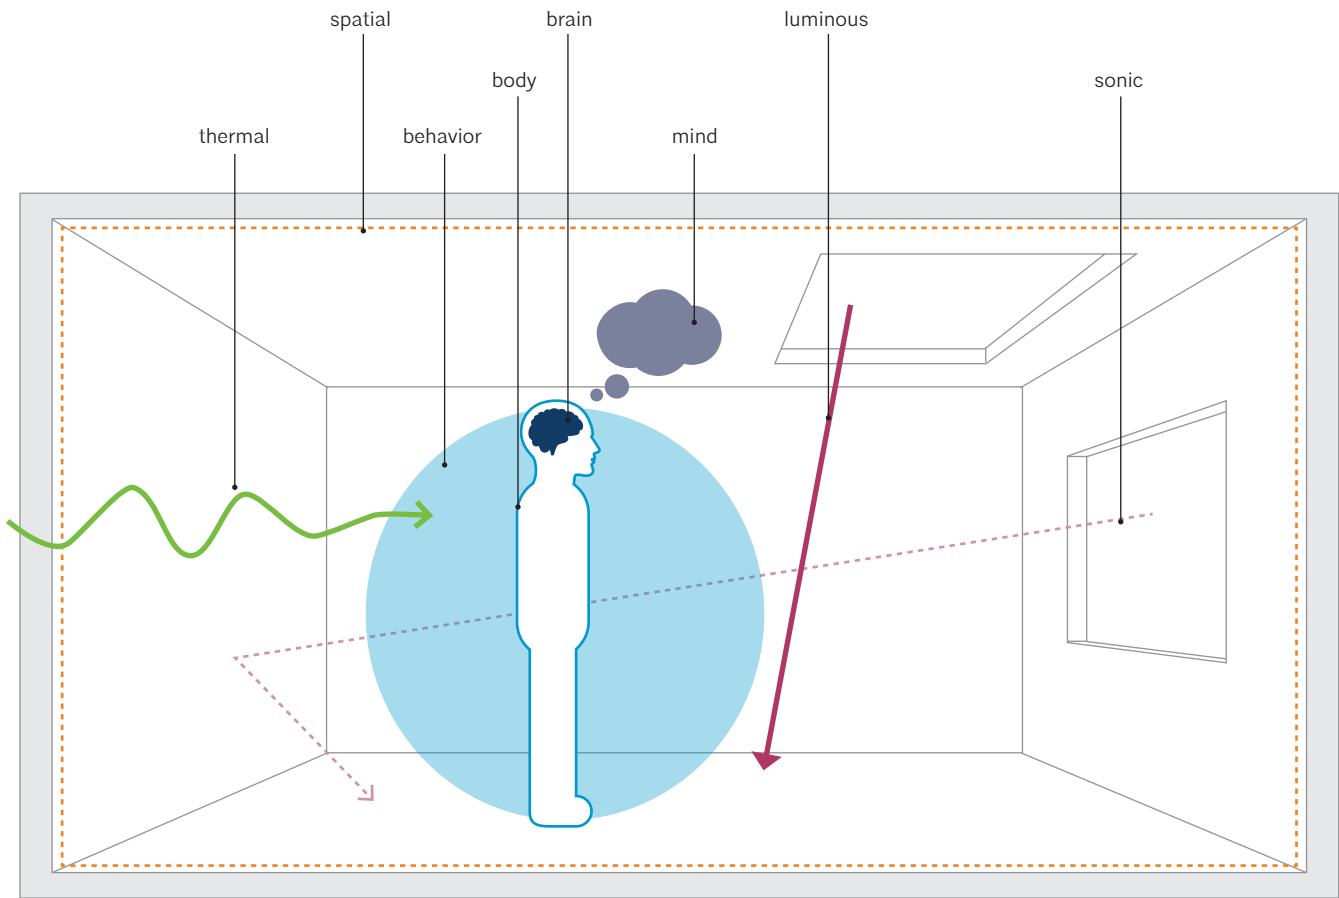 spatial
brain
luminous
body
sonic
thermal
behavior
mind